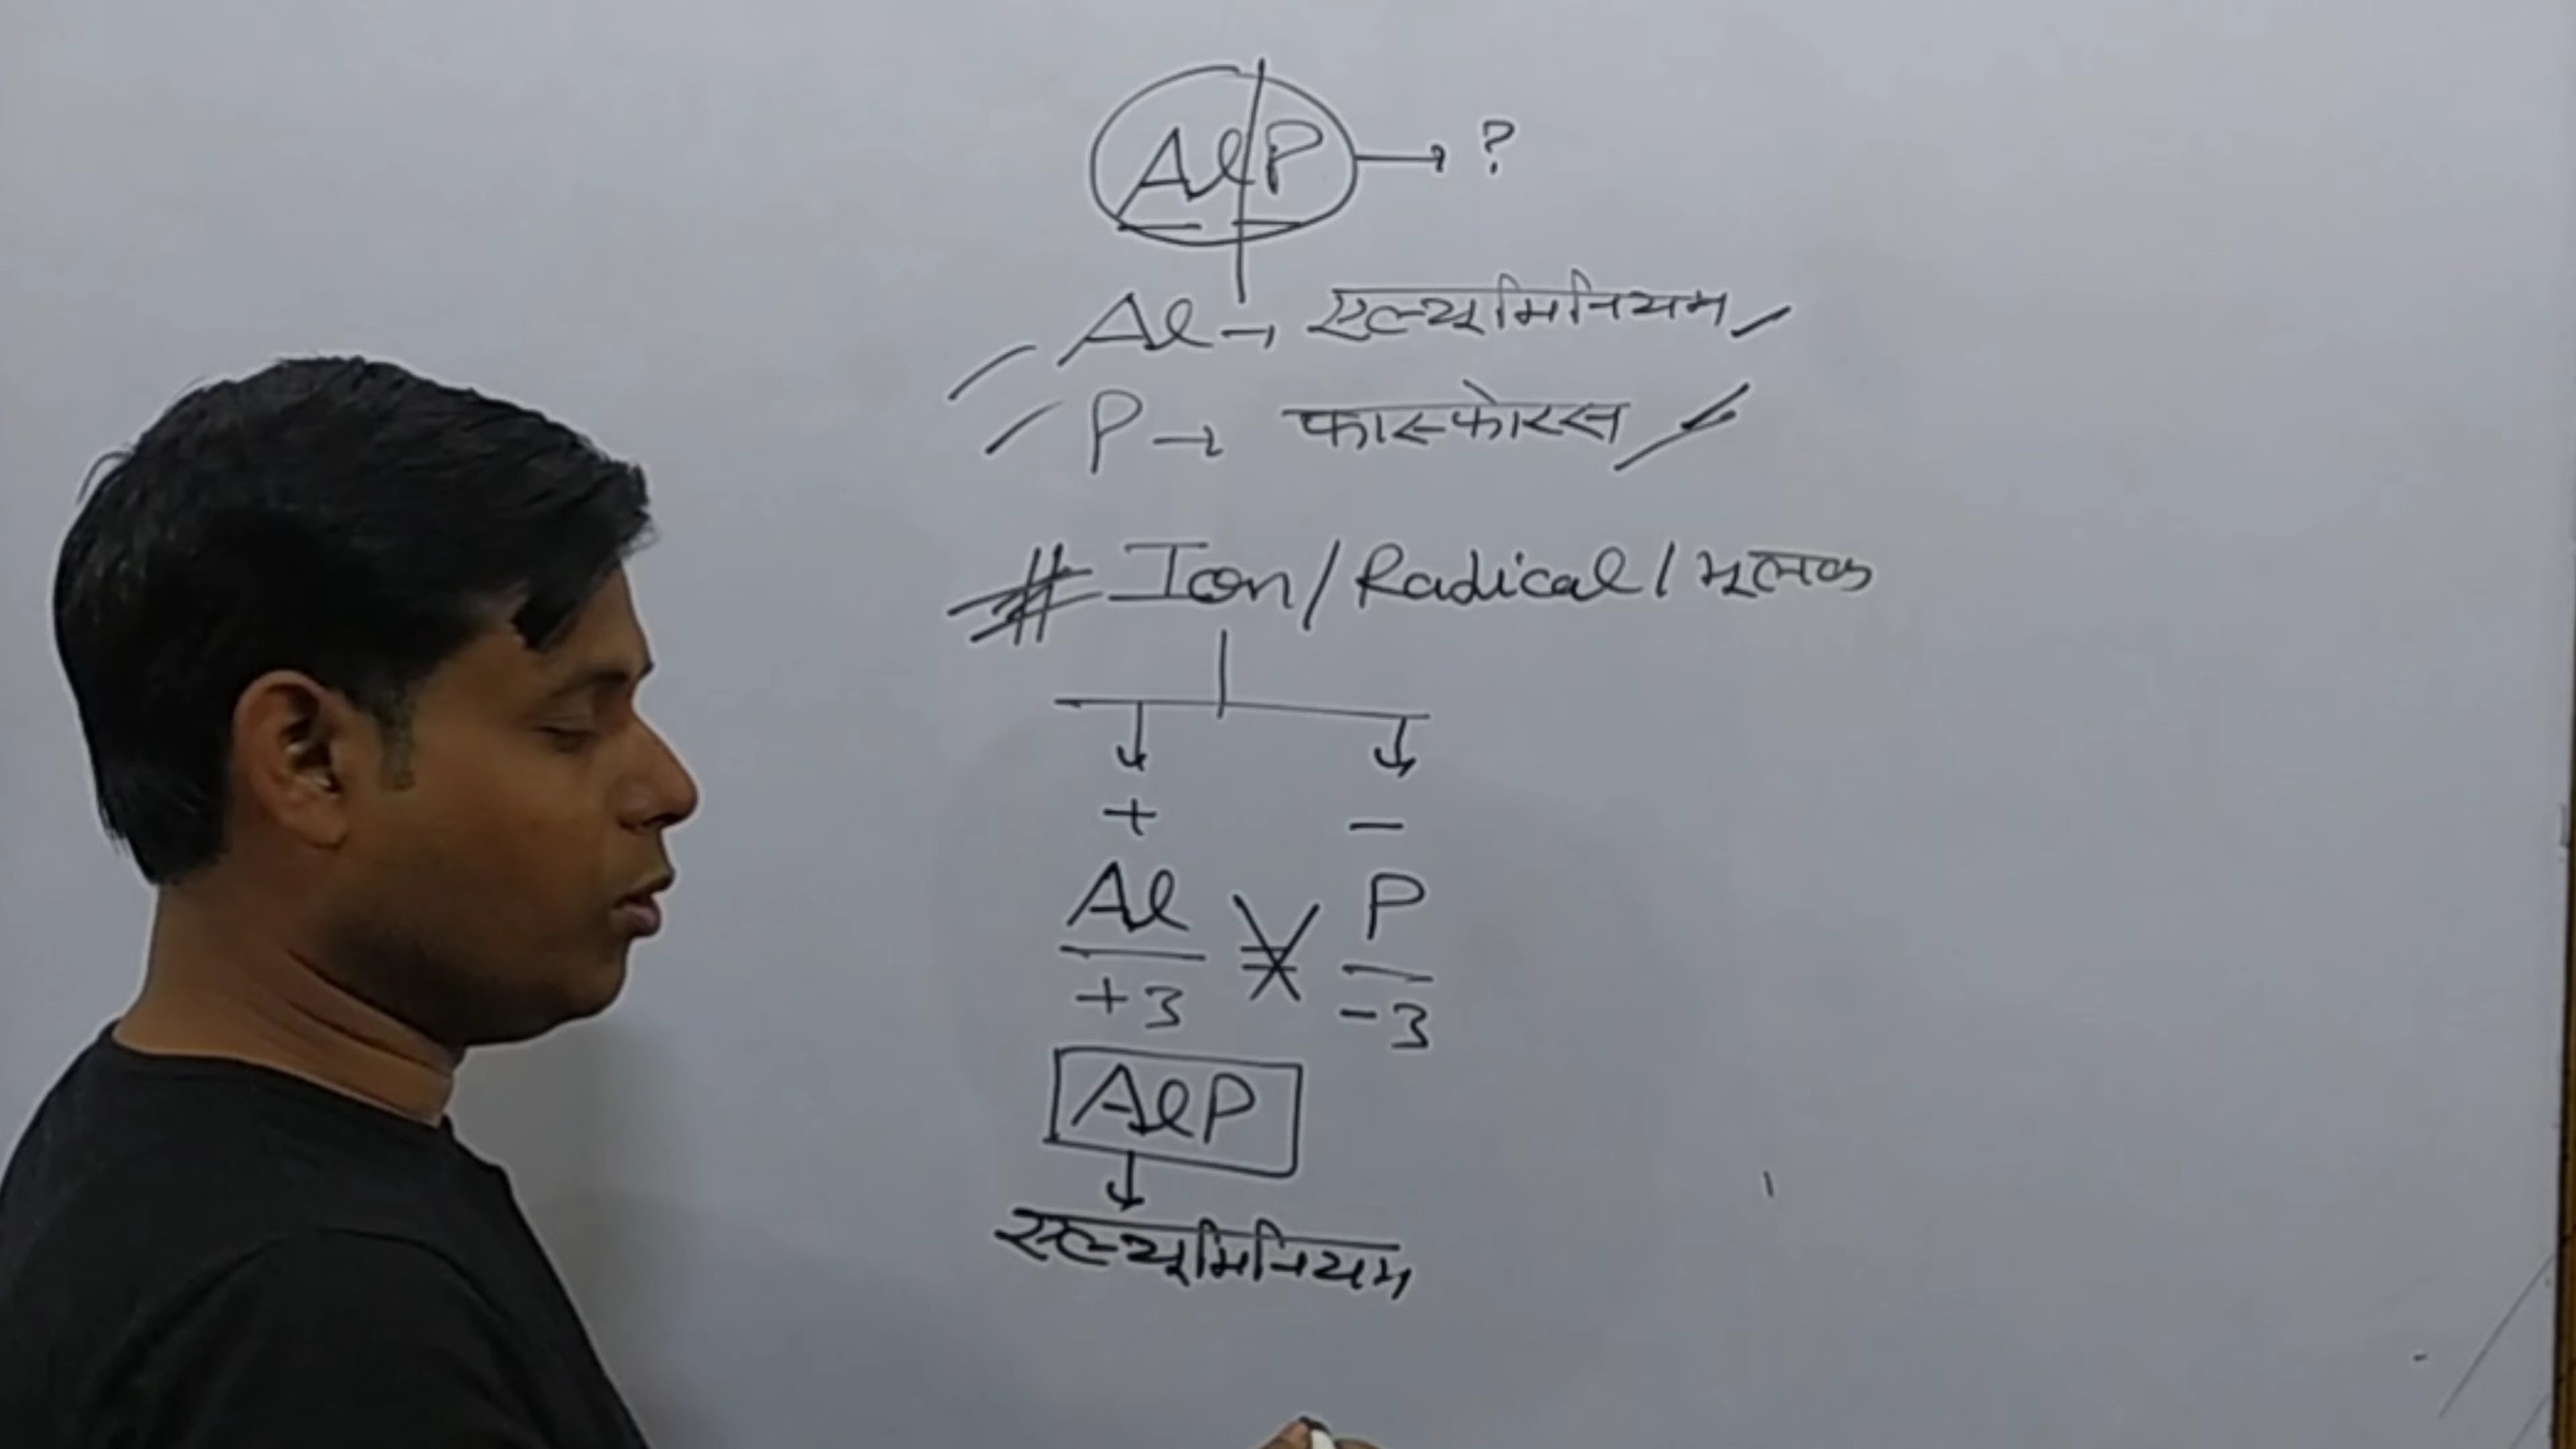 AlP → ?
Al → एल्यूमिनियम
P → फास्फोरस
# Ion / Radical / मूलक
+ -
Al P
+3 -3
AlP
एल्यूमिनियम